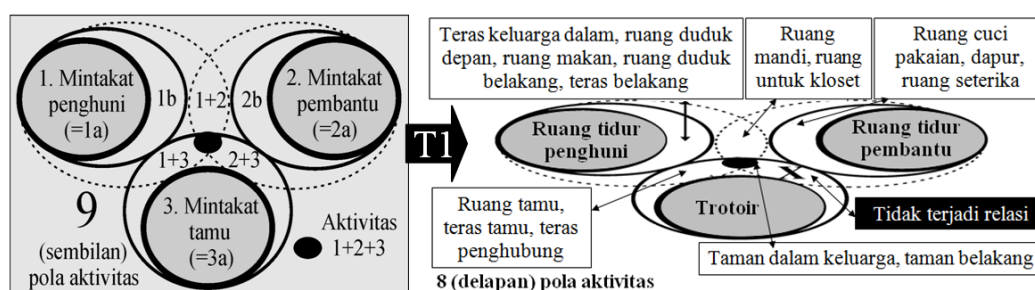 1. Mintakat
penghuni
(=1a)
1b
1+2
2b
2. Mintakat
pembantu
(=2a)
1+3
2+3
3. Mintakat
tamu
(=3a)
9
(sembilan)
pola aktivitas
Aktivitas
1+2+3
T1
Teras keluarga dalam, ruang duduk
depan, ruang makan, ruang duduk
belakang, teras belakang
Ruang
mandi, ruang
untuk kloset
Ruang cuci
pakaian, dapur,
ruang seterika
Ruang tidur
penghuni
Ruang tidur
pembantu
Trotoir
X
Ruang tamu,
teras tamu, teras
penghubung
Tidak terjadi relasi
Taman dalam keluarga, taman belakang
8 (delapan) pola aktivitas